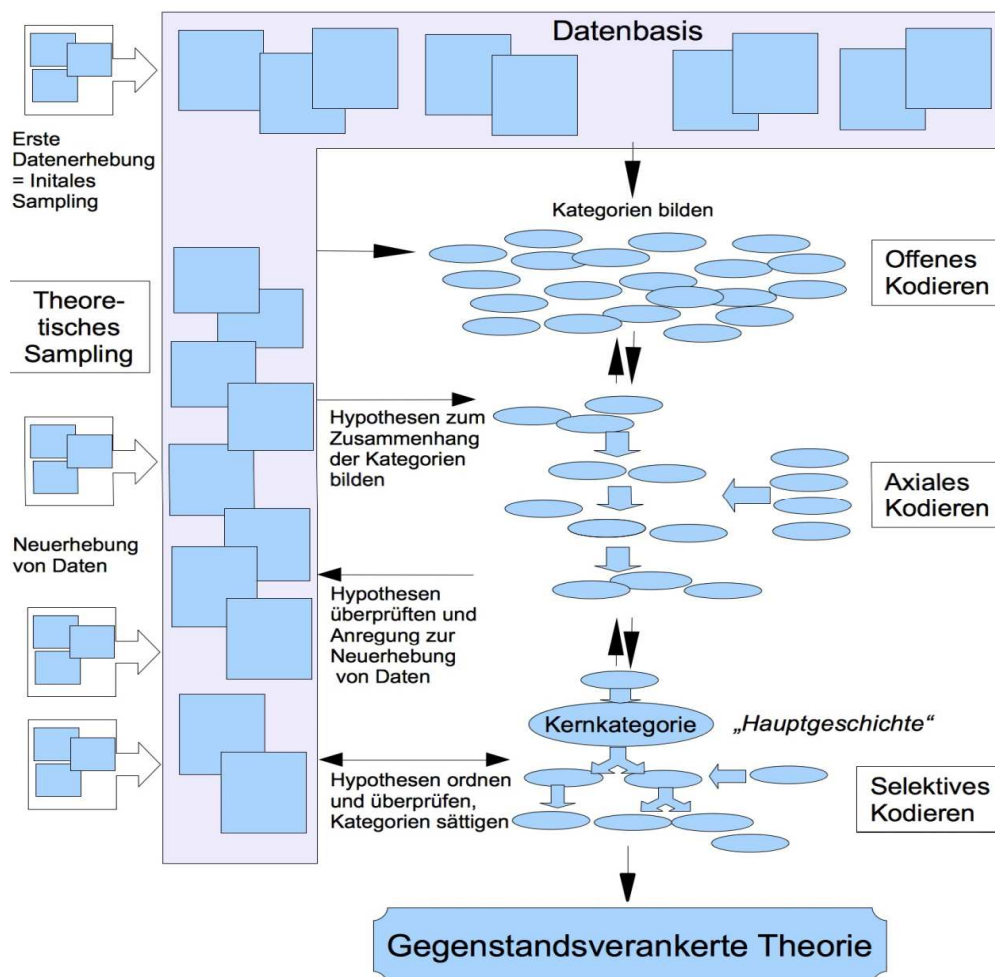 Datenbasis
Erste
Datenerhebung
= Initales
Sampling
Kategorien bilden
Offenes
Kodieren
Theore-
tisches
Sampling
Hypothesen zum
Zusammenhang
der Kategorien
bilden
Axiales
Kodieren
Neuerhebung
von Daten
Hypothesen
überprüften und
Anregung zur
Neuerhebung
von Daten
Kernkategorie
„Hauptgeschichte“
Hypothesen ordnen
und überprüfen,
Kategorien sättigen
Selektives
Kodieren
Gegenstandsverankerte Theorie